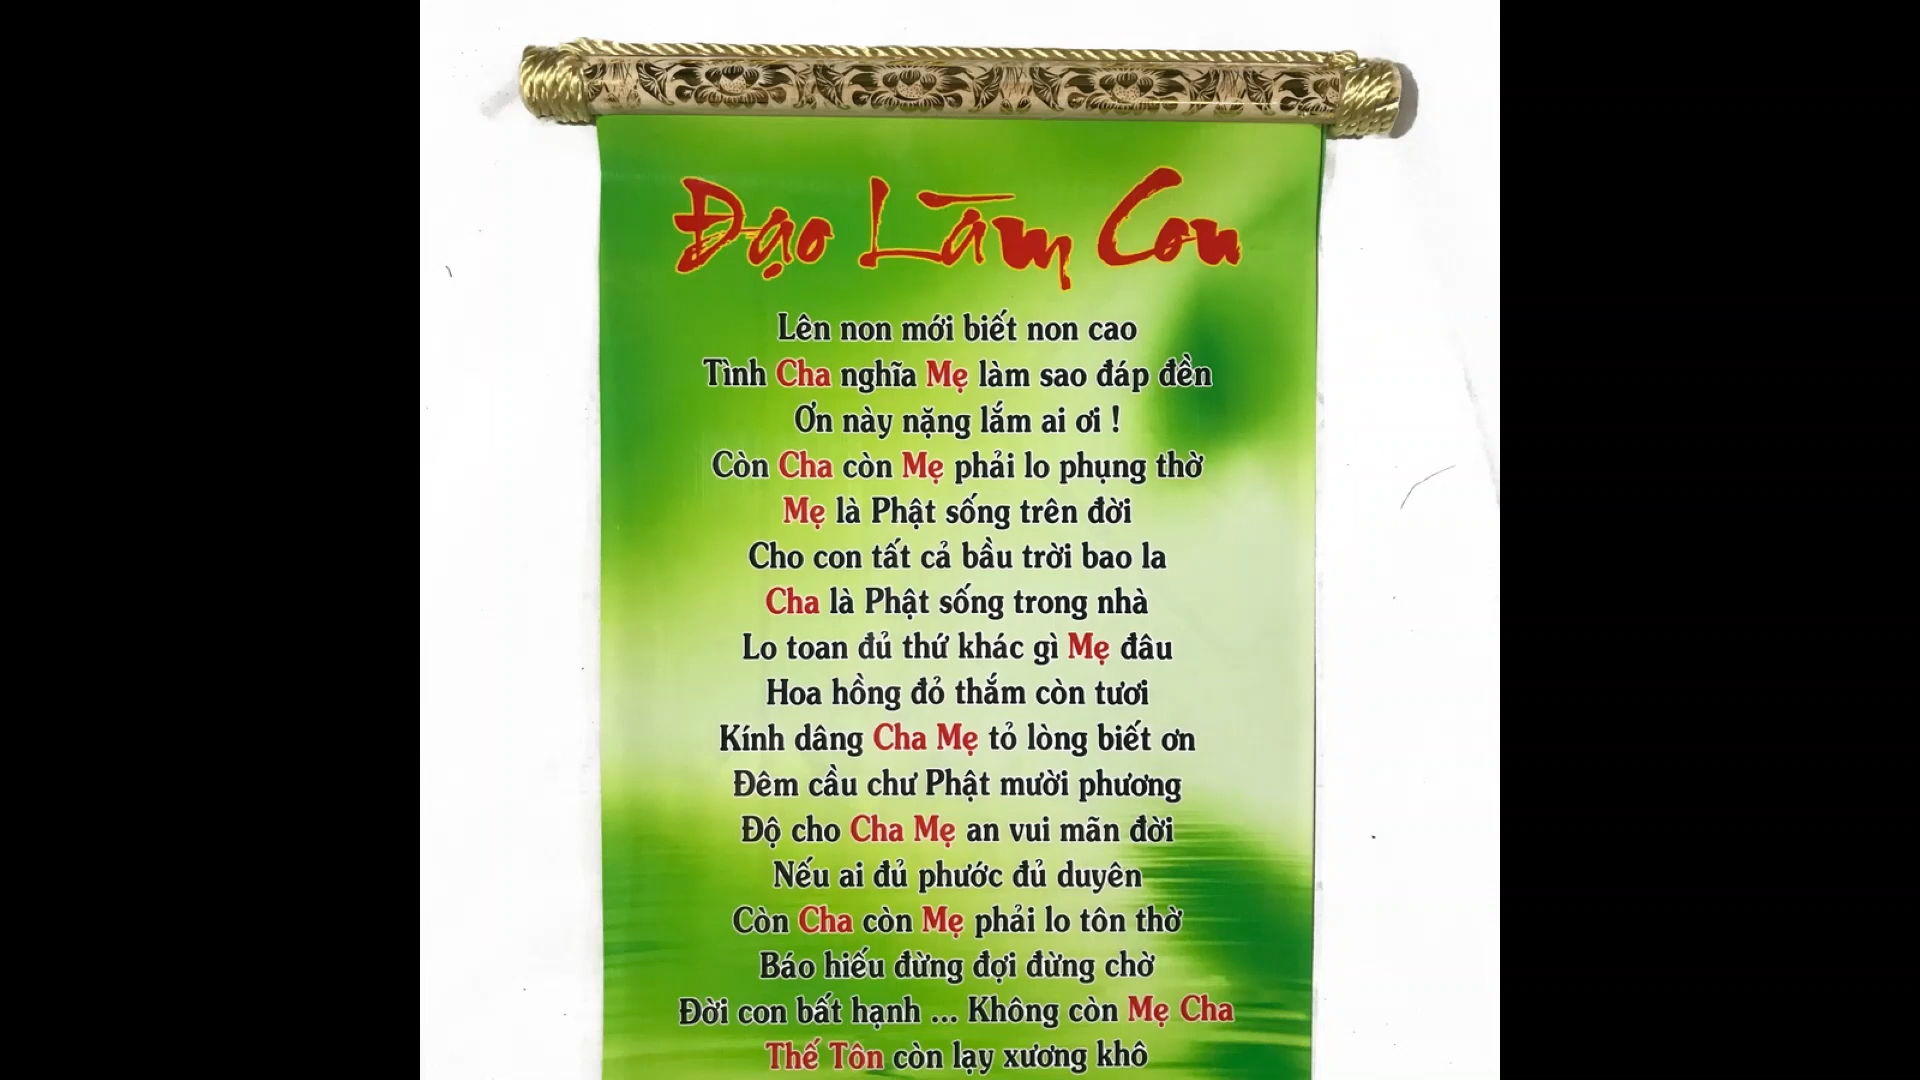 Đạo Làm Con
Lên non mới biết non cao
Tình Cha nghĩa Mẹ làm sao đáp đền
Ơn này nặng lắm ai ơi !
Còn Cha còn Mẹ phải lo phụng thờ
Mẹ là Phật sống trên đời
Cho con tất cả bầu trời bao la
Cha là Phật sống trong nhà
Lo toan đủ thứ khác gì Mẹ đâu
Hoa hồng đỏ thắm còn tươi
Kính dâng Cha Mẹ tỏ lòng biết ơn
Đêm cầu chư Phật mười phương
Độ cho Cha Mẹ an vui mãn đời
Nếu ai đủ phước đủ duyên
Còn Cha còn Mẹ phải lo tôn thờ
Báo hiếu đừng đợi đừng chờ
Đời con bất hạnh ... Không còn Mẹ Cha
Thế Tôn còn lạy xương khô